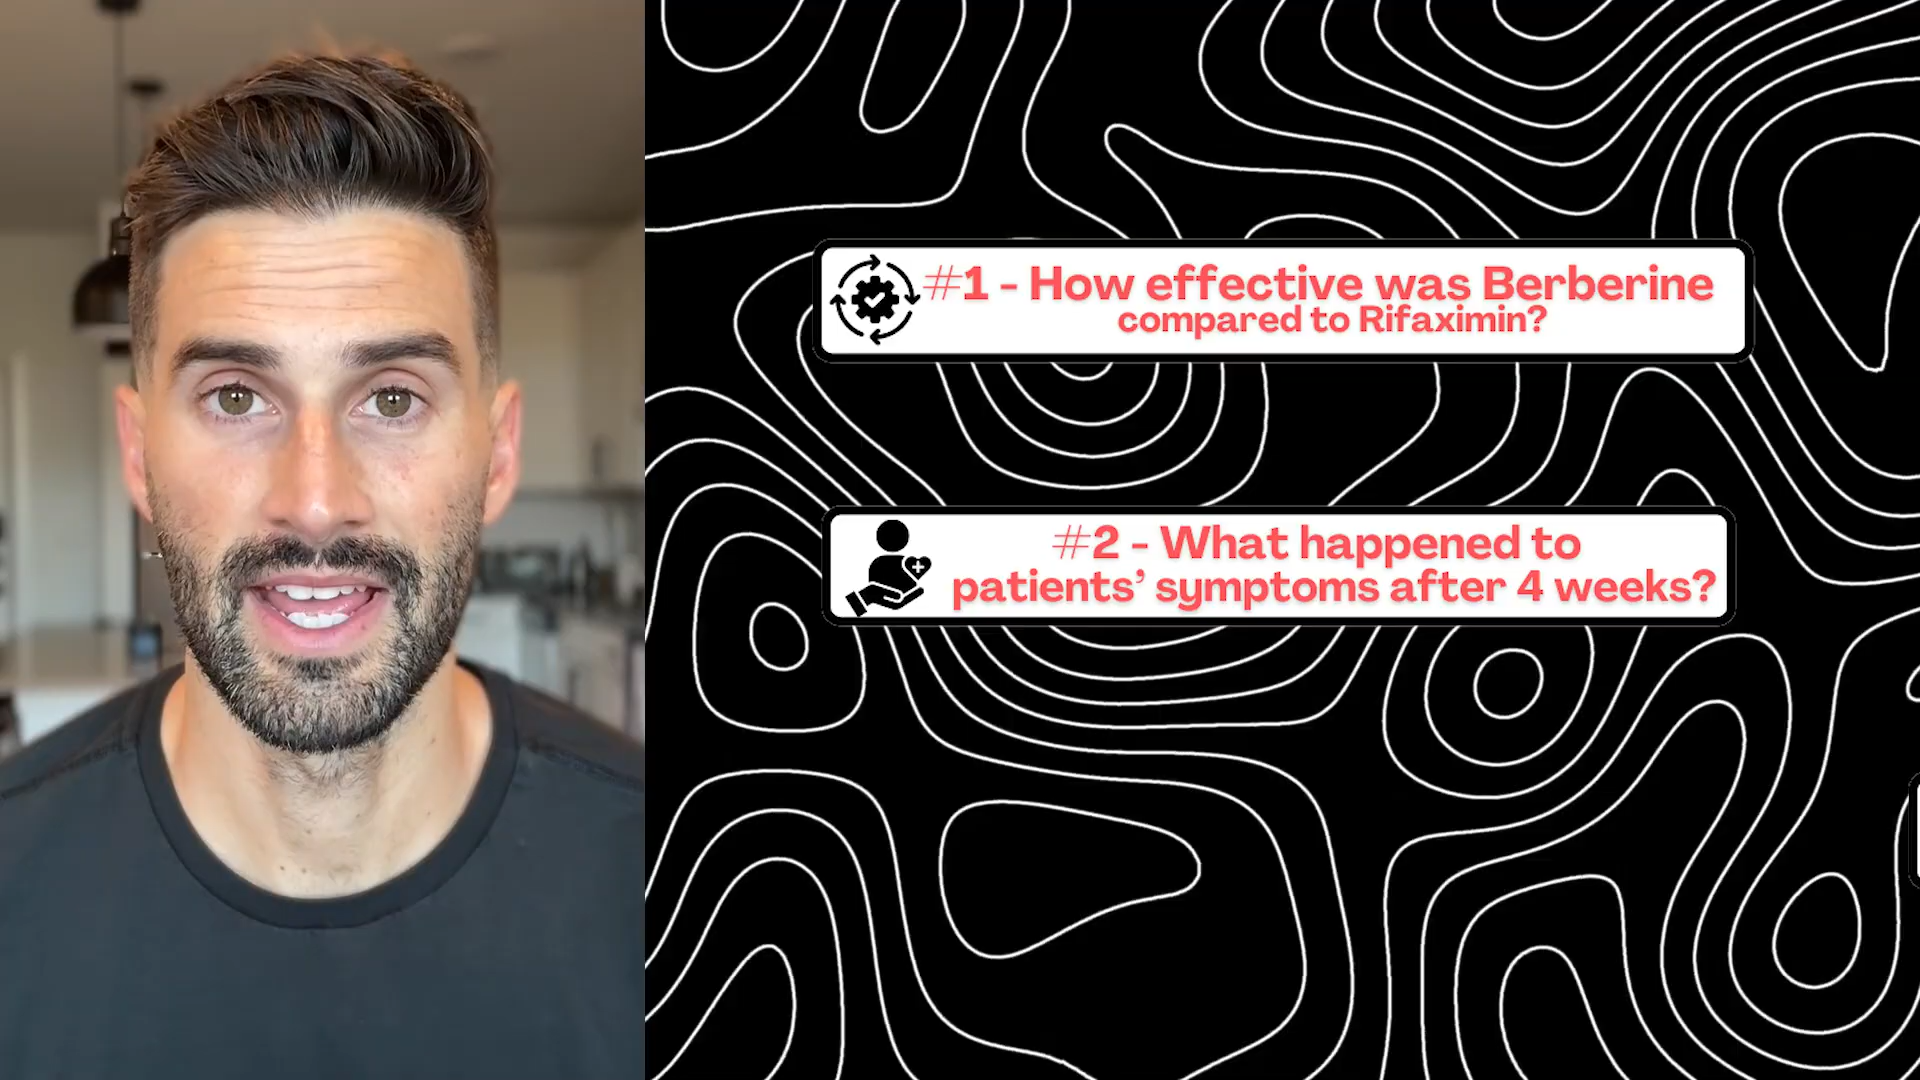 #1 - How effective was Berberine
compared to Rifaximin?
#2 - What happened to
patients’ symptoms after 4 weeks?